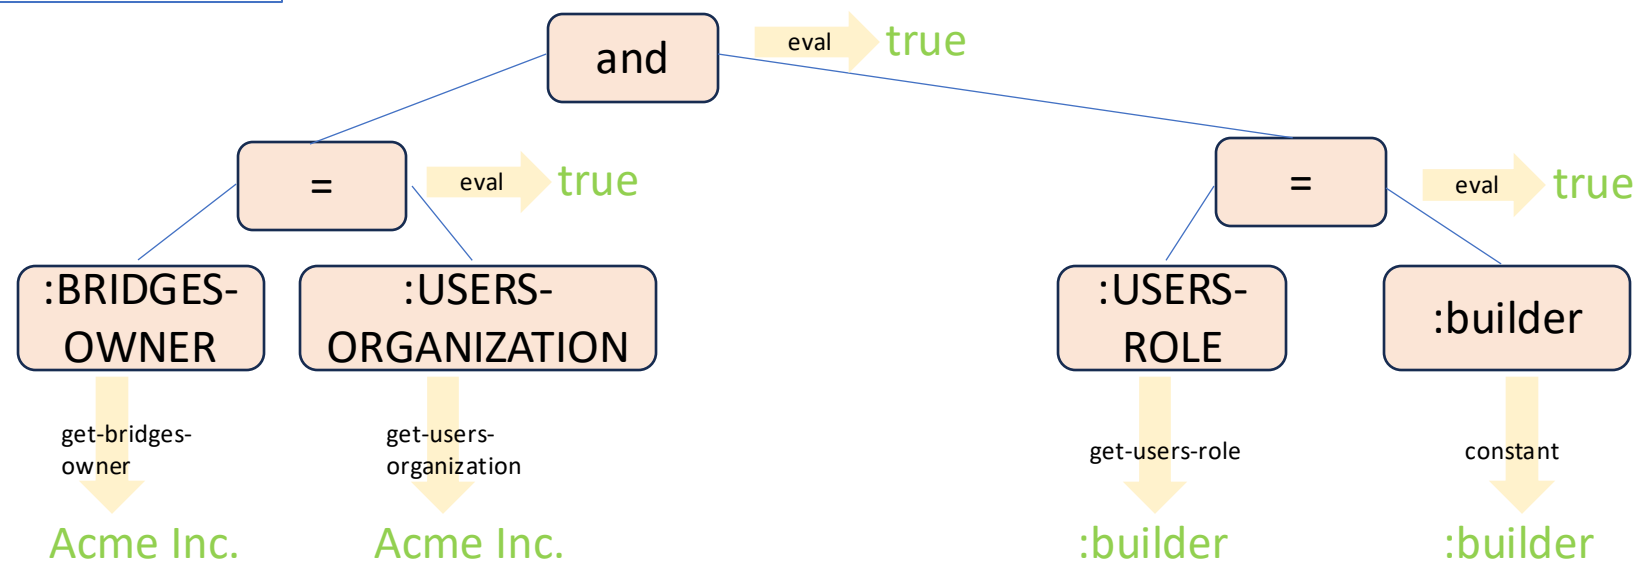 and
eval
true
=
eval
true
=
eval
true
:BRIDGES-
OWNER
:USERS-
ORGANIZATION
:USERS-
ROLE
:builder
get-bridges-
owner
get-users-
organization
get-users-role
constant
Acme Inc.
Acme Inc.
:builder
:builder